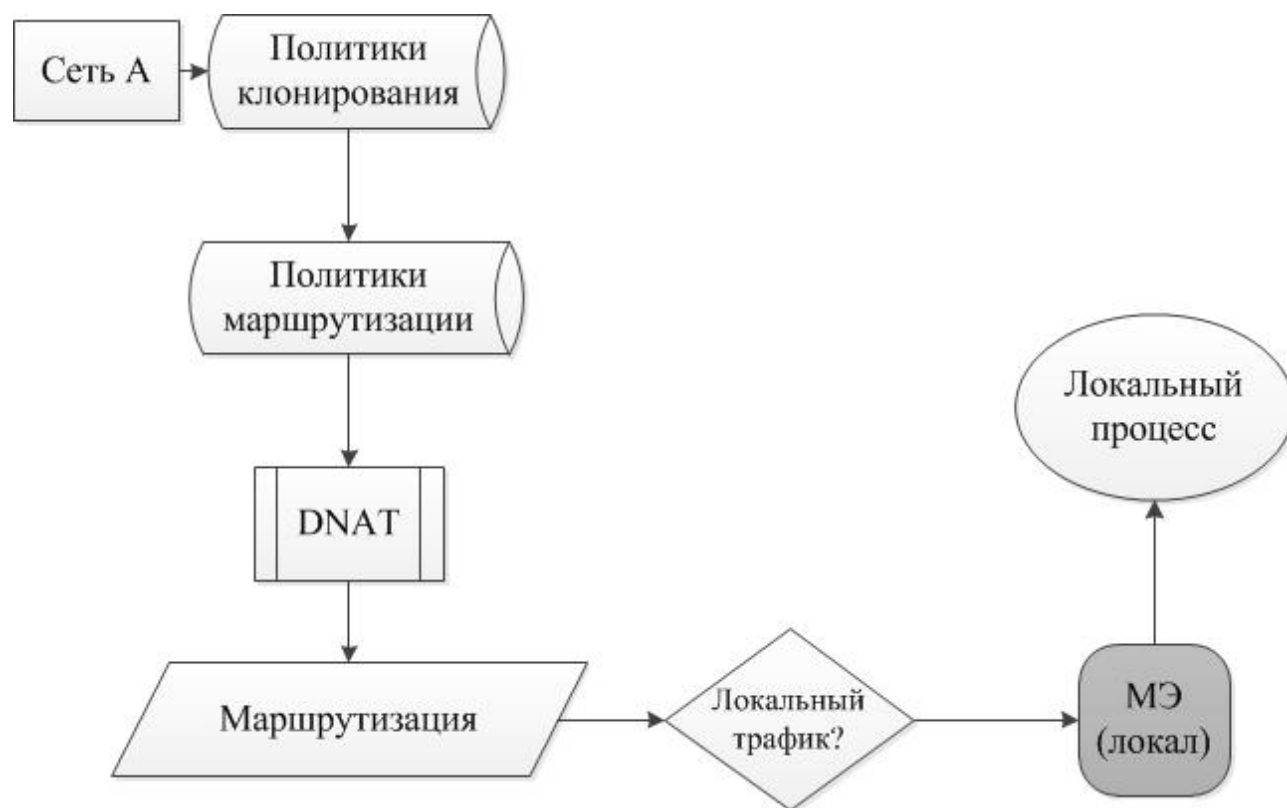 Сеть А
Политики
клонирования
Политики
маршрутизации
DNAT
Маршрутизация
Локальный
трафик?
МЭ
(локал)
Локальный
процесс